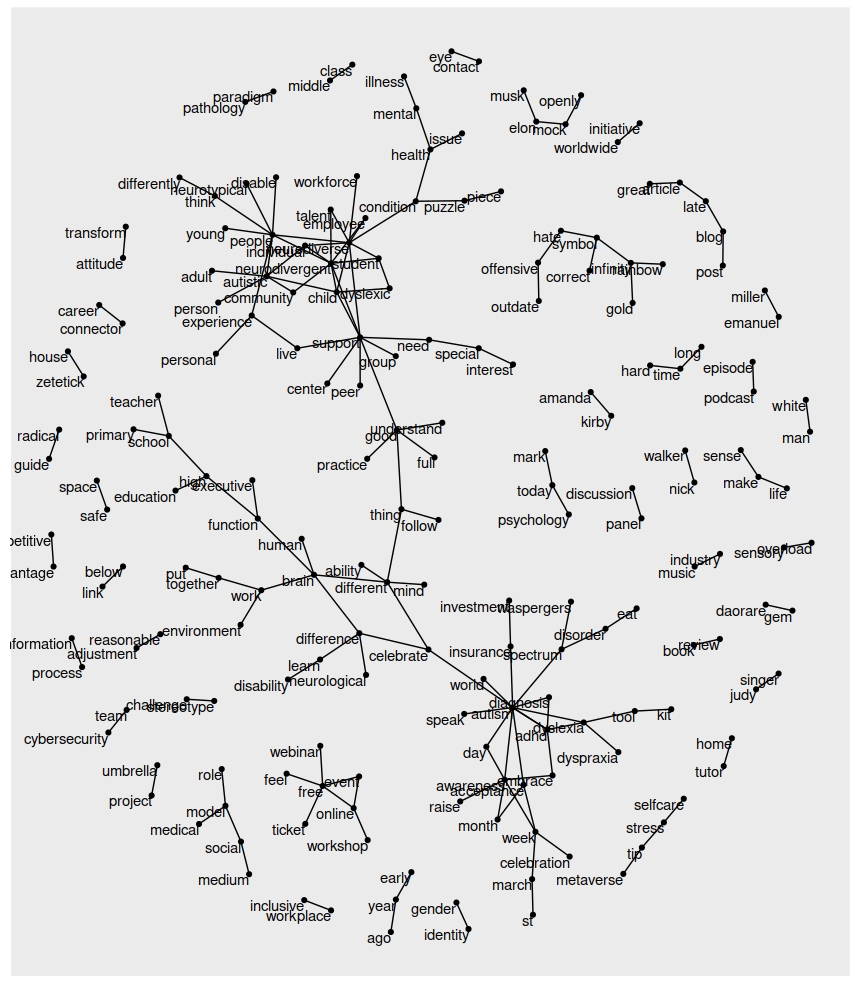 eye
contact
class
middle
illness
paradigm
pathology
musk
openly
elon
mock
initiative
worldwide
mental
issue
health
differently
neurotypical
disable
workforce
think
condition
puzzle
piece
great
article
late
talent
employee
transform
attitude
young
people
individual
neurodiverse
neurodivergent
student
hate
symbol
offensive
correct
infinity
rainbow
blog
post
adult
autistic
community
child
dyslexic
person
experience
outdate
gold
miller
emanuel
career
connector
support
need
group
special
interest
personal
live
house
zetetick
center
peer
long
hard
time
episode
podcast
amanda
kirby
white
man
teacher
primary
school
radical
guide
understand
good
practice
full
mark
today
psychology
walker
nick
sense
make
life
space
safe
education
high
executive
function
thing
follow
discussion
panel
petitive
antage
human
brain
ability
different
mind
below
link
put
together
work
environment
industry
music
sensory
overload
investment
waspergers
disorder
eat
daorare
gem
nformation
process
reasonable
adjustment
difference
celebrate
insurance
spectrum
book
review
learn
disability
neurological
world
diagnosis
autism
speak
adhd
dyslexia
tool
kit
dyspraxia
singer
judy
challenge
stereotype
team
cybersecurity
day
home
tutor
umbrella
project
role
model
medical
social
medium
webinar
feel
free
event
online
ticket
workshop
awareness
embrace
acceptance
raise
month
week
celebration
march
st
selfcare
stress
tip
metaverse
inclusive
workplace
early
year
ago
gender
identity